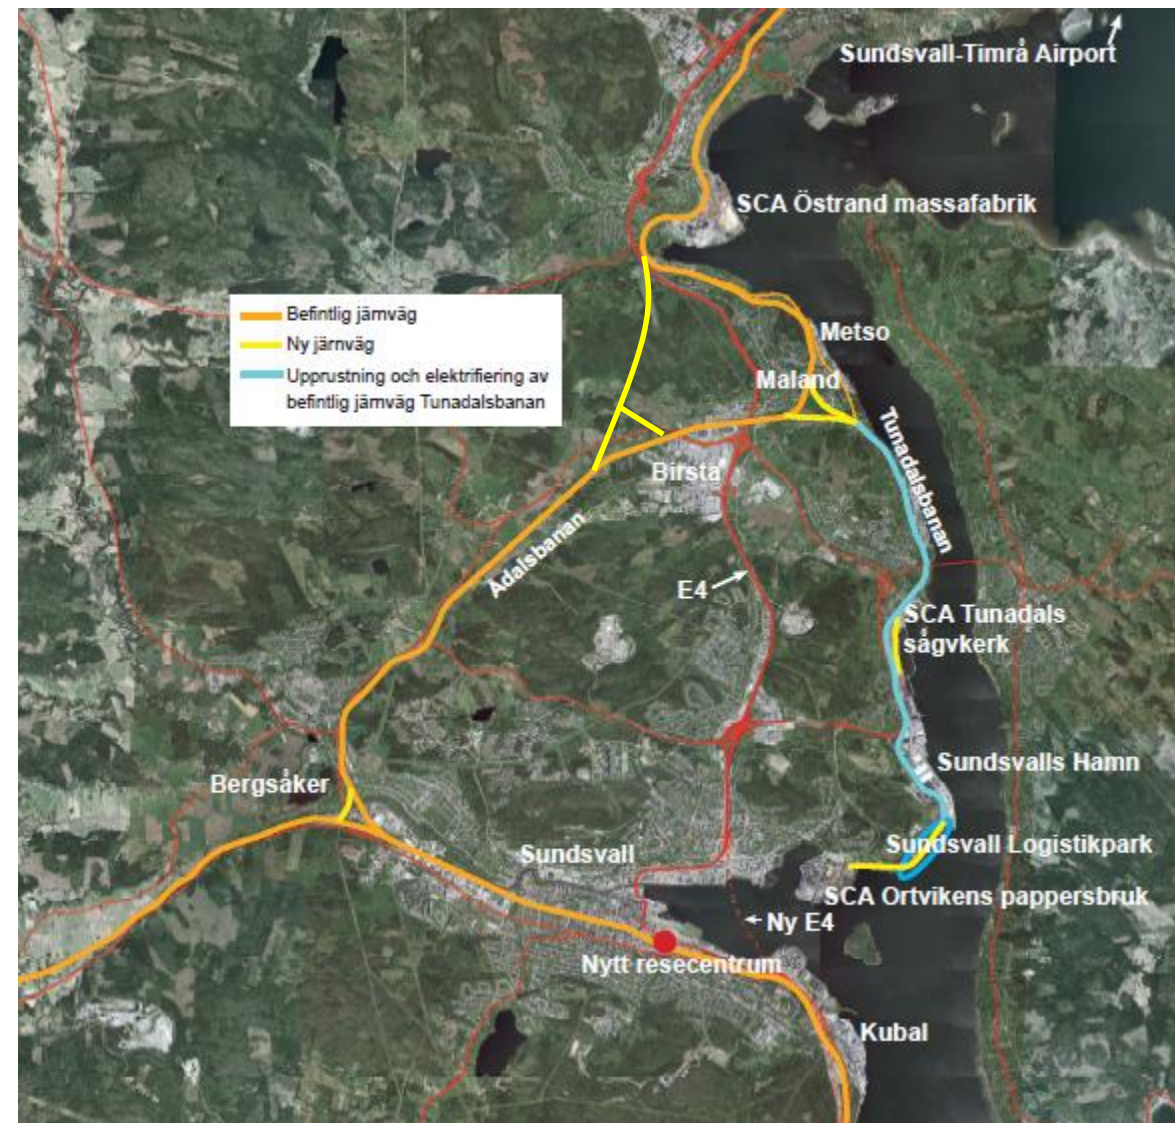 Sundsvall-Timrå Airport
SCA Östrand massafabrik
Befintlig järnväg
Ny järnväg
Upprustning och elektrifiering av
befintlig järnväg Tunadalsbanan
Metso
Maland
Tunadalsbanan
Birsta
Ådalsbanan
E4
SCA Tunadals
sågvkerk
Sundsvalls Hamn
Bergsåker
Sundsvall
Sundsvall Logistikpark
SCA Ortvikens pappersbruk
Ny E4
Nytt resecentrum
Kubal